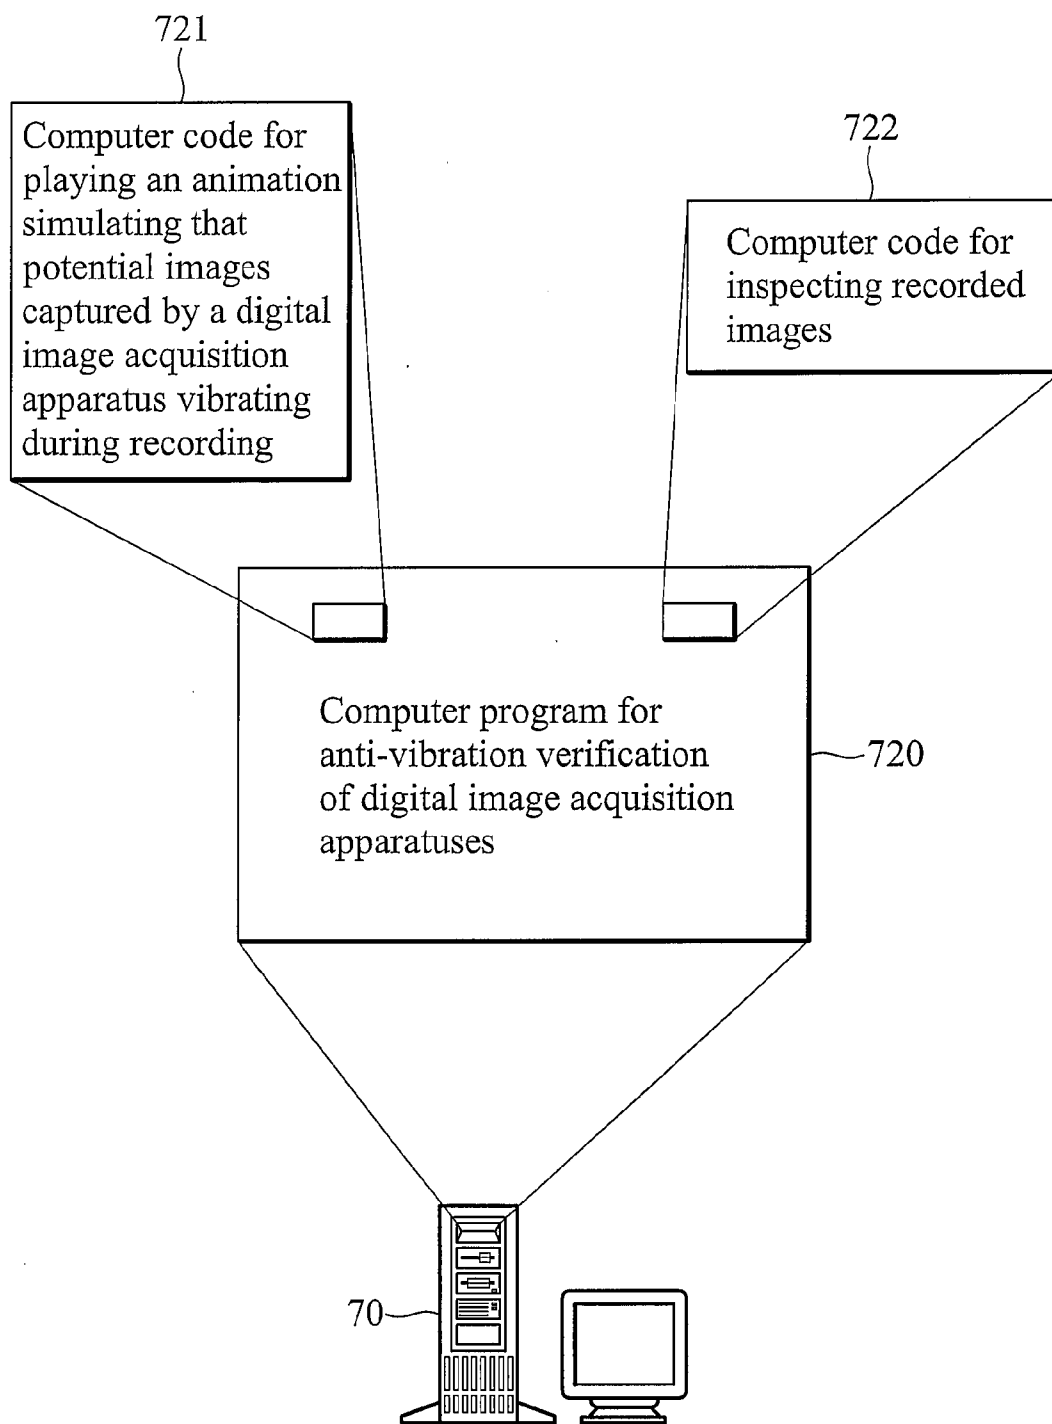 721
Computer code for
playing an animation
simulating that
potential images
captured by a digital
image acquisition
apparatus vibrating
during recording
722
Computer code for
inspecting recorded
images
Computer program for
anti-vibration verification
of digital image acquisition
apparatuses
720
70